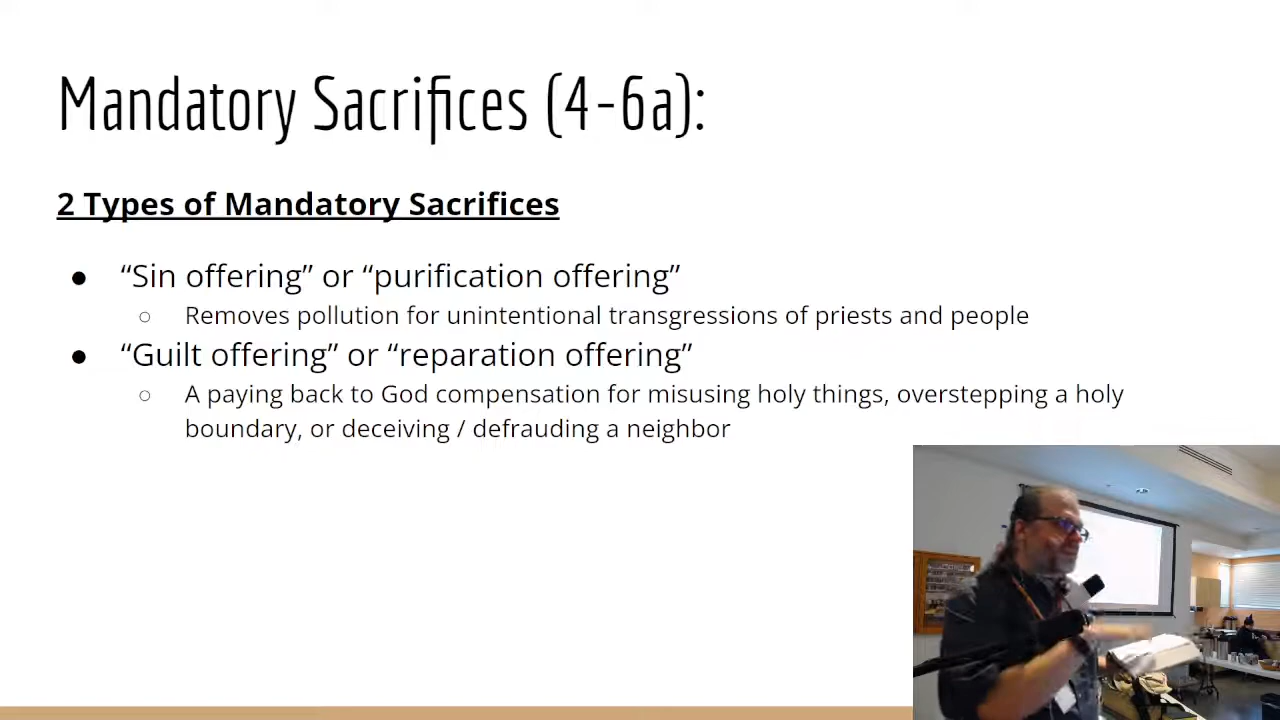 Mandatory Sacrifices (4-6a):
2 Types of Mandatory Sacrifices
● “Sin offering” or “purification offering”
○ Removes pollution for unintentional transgressions of priests and people
● “Guilt offering” or “reparation offering”
○ A paying back to God compensation for misusing holy things, overstepping a holy
boundary, or deceiving / defrauding a neighbor